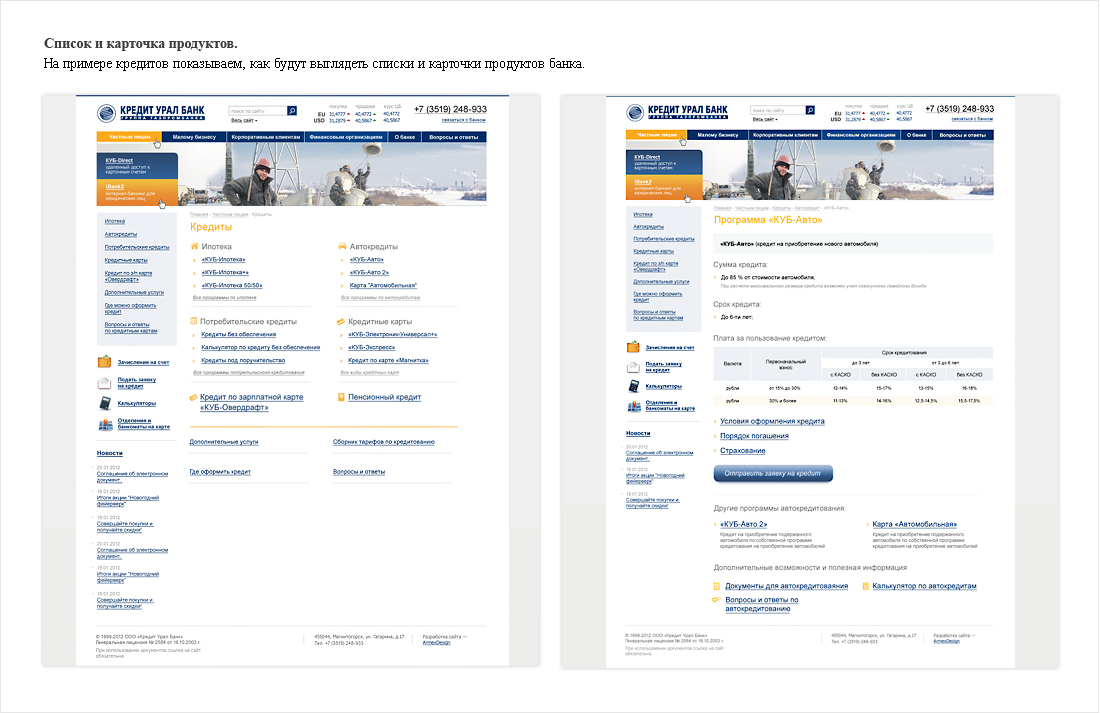 Список и карточка продуктов.
На примере кредитов показываем, как будут выглядеть списки и карточки продуктов банка.
КРЕДИТ УРАЛ БАНК
ГРУППА ГАЗПРОМБАНКА
поиск по сайту
Весь сайт
покупка продажа курс ЦБ
EU 31,4777 40,4772 40,4772
USD 31,2879 40,5867 40,5867
+7 (3519) 248-933
связаться с банком
Частным лицам Малому бизнесу Корпоративным клиентам Финансовым организациям О банке Вопросы и ответы
КУБ-Direct
удаленный доступ к
карточным счетам
iBank2
интернет-банкинг для
юридических лиц
Ипотека
Автокредиты
Потребительские кредиты
Кредитные карты
Кредит по з/п карте
«Овердрафт»
Дополнительные услуги
Где можно оформить
кредит
Вопросы и ответы
по кредитным картам
Зачисления на счет
Подать заявку
на кредит
Калькуляторы
Отделения и
банкоматы на карте
Новости
20.01.2012
Соглашение об электронном
документ.
18.01.2012
Итоги акции "Новогодний
фейерверк"
16.01.2012
Совершайте покупки и
получайте скидки!
20.01.2012
Соглашение об электронном
документ.
18.01.2012
Итоги акции "Новогодний
фейерверк"
16.01.2012
Совершайте покупки и
получайте скидки!
Главная - Частным лицам - Кредиты
Кредиты
Ипотека
«КУБ-Ипотека»
«КУБ-Ипотека+»
«КУБ-Ипотека 50/50»
Все программы по ипотеке
Автокредиты
«КУБ-Авто»
«КУБ-Авто 2»
Карта "Автомобильная"
Все программы по автокредитам
Потребительские кредиты
Кредиты без обеспечения
Калькулятор по кредиту без обеспечения
Кредиты под поручительство
Все программы потребительского кредитования
Кредитные карты
«КУБ-Электроник-Универсал+»
«КУБ-Экспресс»
Кредит по карте «Магнитка»
Все виды кредитных карт
Кредит по зарплатной карте
«КУБ-Овердрафт»
Пенсионный кредит
Дополнительные услуги
Сборник тарифов по кредитованию
Где оформить кредит
Вопросы и ответы
© 1999-2012 ООО «Кредит Урал Банк»
Генеральная лицензия № 2584 от 16.10.2003 г.
При использовании документов ссылка на сайт
обязательна.
455044, Магнитогорск, ул. Гагарина, д.17
Тел. +7 (3519) 248-933
Разработка сайта —
ArmexDesign
КРЕДИТ УРАЛ БАНК
ГРУППА ГАЗПРОМБАНКА
поиск по сайту
Весь сайт
покупка продажа курс ЦБ
EU 31,4777 40,4772 40,4772
USD 31,2879 40,5867 40,5867
+7 (3519) 248-933
связаться с банком
Частным лицам Малому бизнесу Корпоративным клиентам Финансовым организациям О банке Вопросы и ответы
КУБ-Direct
удаленный доступ к
карточным счетам
iBank2
интернет-банкинг для
юридических лиц
Ипотека
Автокредиты
Потребительские кредиты
Кредитные карты
Кредит по з/п карте
«Овердрафт»
Дополнительные услуги
Где можно оформить
кредит
Вопросы и ответы
по кредитным картам
Зачисления на счет
Подать заявку
на кредит
Калькуляторы
Отделения и
банкоматы на карте
Новости
20.01.2012
Соглашение об электронном
документ.
18.01.2012
Итоги акции "Новогодний
фейерверк"
16.01.2012
Совершайте покупки и
получайте скидки!
Главная - Частным лицам - Кредиты - Автокредит - «КУБ-Авто»
Программа «КУБ-Авто»
«КУБ-Авто» (кредит на приобретение нового автомобиля)
Сумма кредита:
До 85 % от стоимости автомобиля;
При расчете максимального размера кредита возможен учет совокупного семейного дохода.
Срок кредита:
До 6-ти лет;
Плата за пользование кредитом:
Валюта Первоначальный взнос Срок кредитования
до 3 лет от 3 до 6 лет
с КАСКО без КАСКО с КАСКО без КАСКО
рубли от 15% до 30% 12-14% 15-17% 13-15% 16-18%
рубли 30% и более 11-13% 14-16% 12,5-14,5% 15,5-17,5%
Условия оформления кредита
Порядок погашения
Страхование
Отправить заявку на кредит
Другие программы автокредитования:
«КУБ-Авто 2»
Кредит на приобретение подержанного
автомобиля по собственной программе
кредитования на приобретение автомобилей
Карта «Автомобильная»
Кредит на приобретение подержанного
автомобиля по собственной программе
кредитования на приобретение автомобилей
Дополнительные возможности и полезная информация
Документы для автокредитования
Калькулятор по автокредитам
Вопросы и ответы по
автокредитованию
© 1999-2012 ООО «Кредит Урал Банк»
Генеральная лицензия № 2584 от 16.10.2003 г.
При использовании документов ссылка на сайт
обязательна.
455044, Магнитогорск, ул. Гагарина, д.17
Тел. +7 (3519) 248-933
Разработка сайта —
ArmexDesign